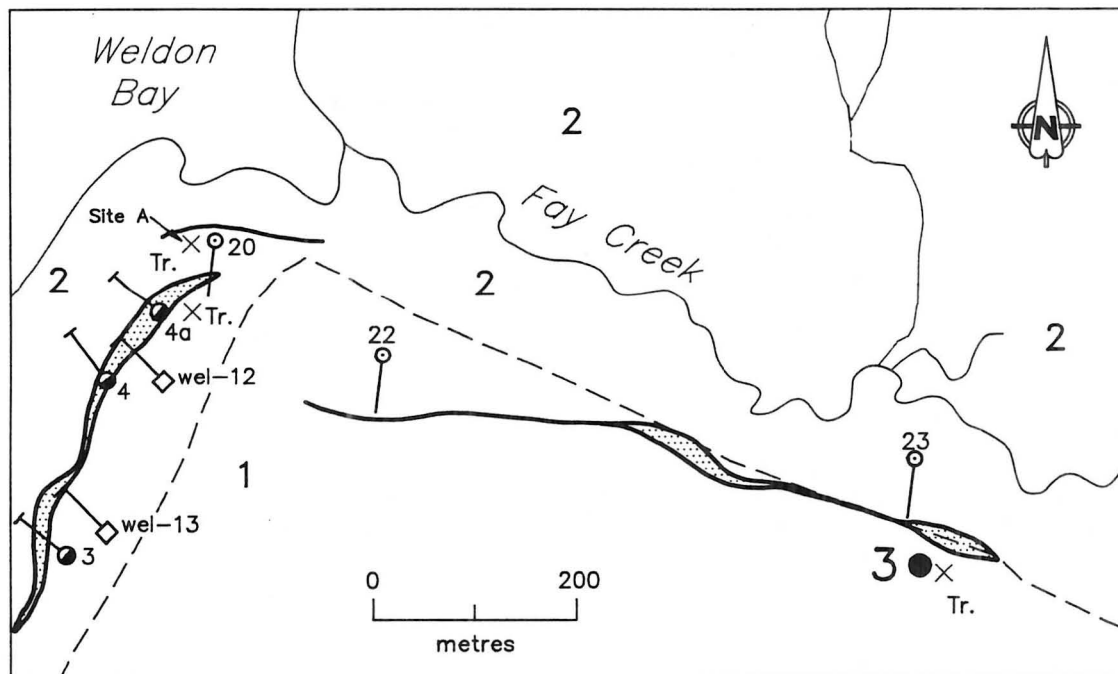 Weldon
Bay
2
N
Fay Creek
Site A
20
Tr.
2
2
2
4a
Tr.
22
wel-12
4
23
1
wel-13
3
3
Tr.
0
200
metres